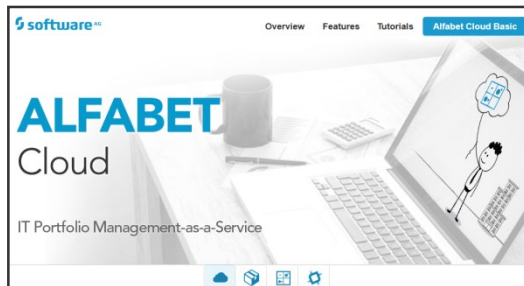 software AG
Overview Features Tutorials Alfabet Cloud Basic
ALFABET
Cloud
IT Portfolio Management-as-a-Service